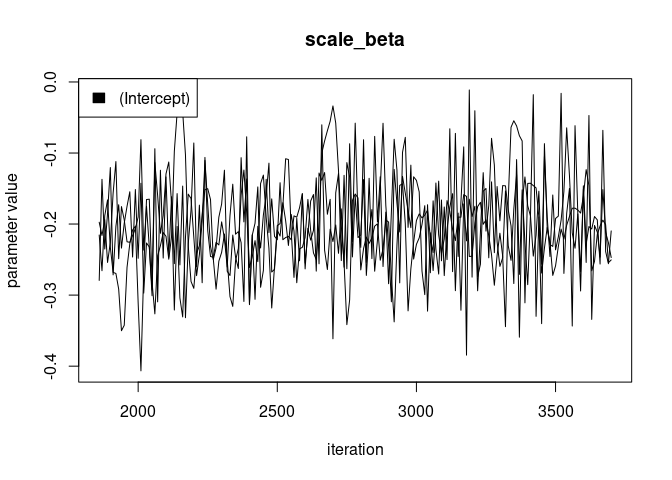 scale_beta
(Intercept)
0.0
-0.1
-0.2
-0.3
-0.4
parameter value
2000 2500 3000 3500
iteration